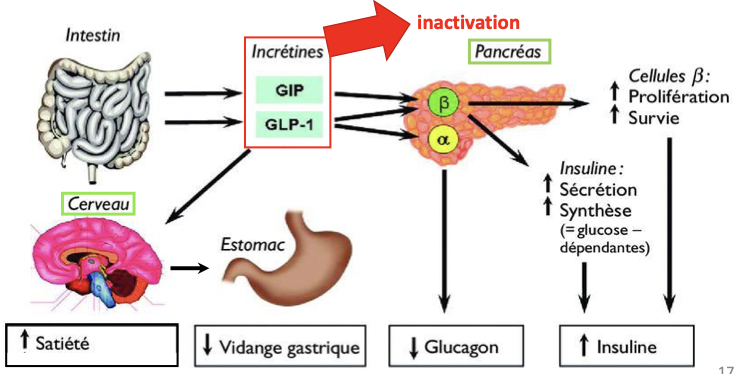 inactivation
Intestin
Incrétines
Pancréas
GIP
GLP-1
β
α
Cellules β :
↑ Prolifération
↑ Survie
Insuline :
↑ Sécrétion
↑ Synthèse
(= glucose –
dépendantes)
Cerveau
Estomac
↑ Satiété
↓ Vidange gastrique
↓ Glucagon
↑ Insuline
17